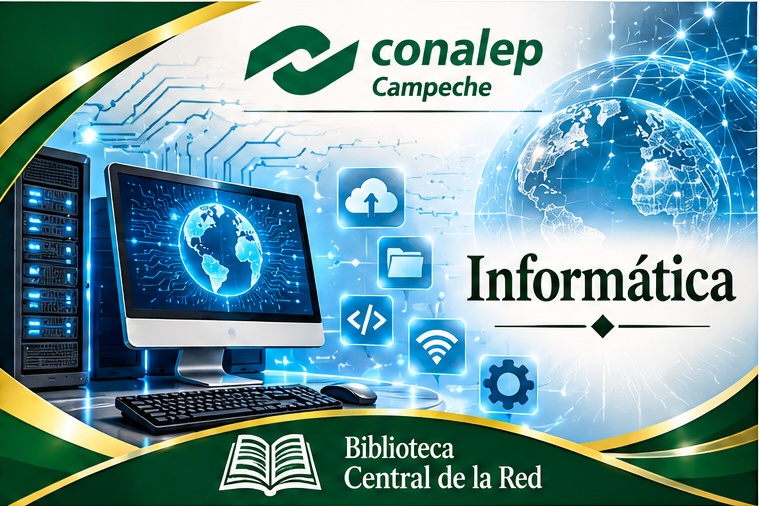 conalep
Campeche
Informática
Biblioteca
Central de la Red